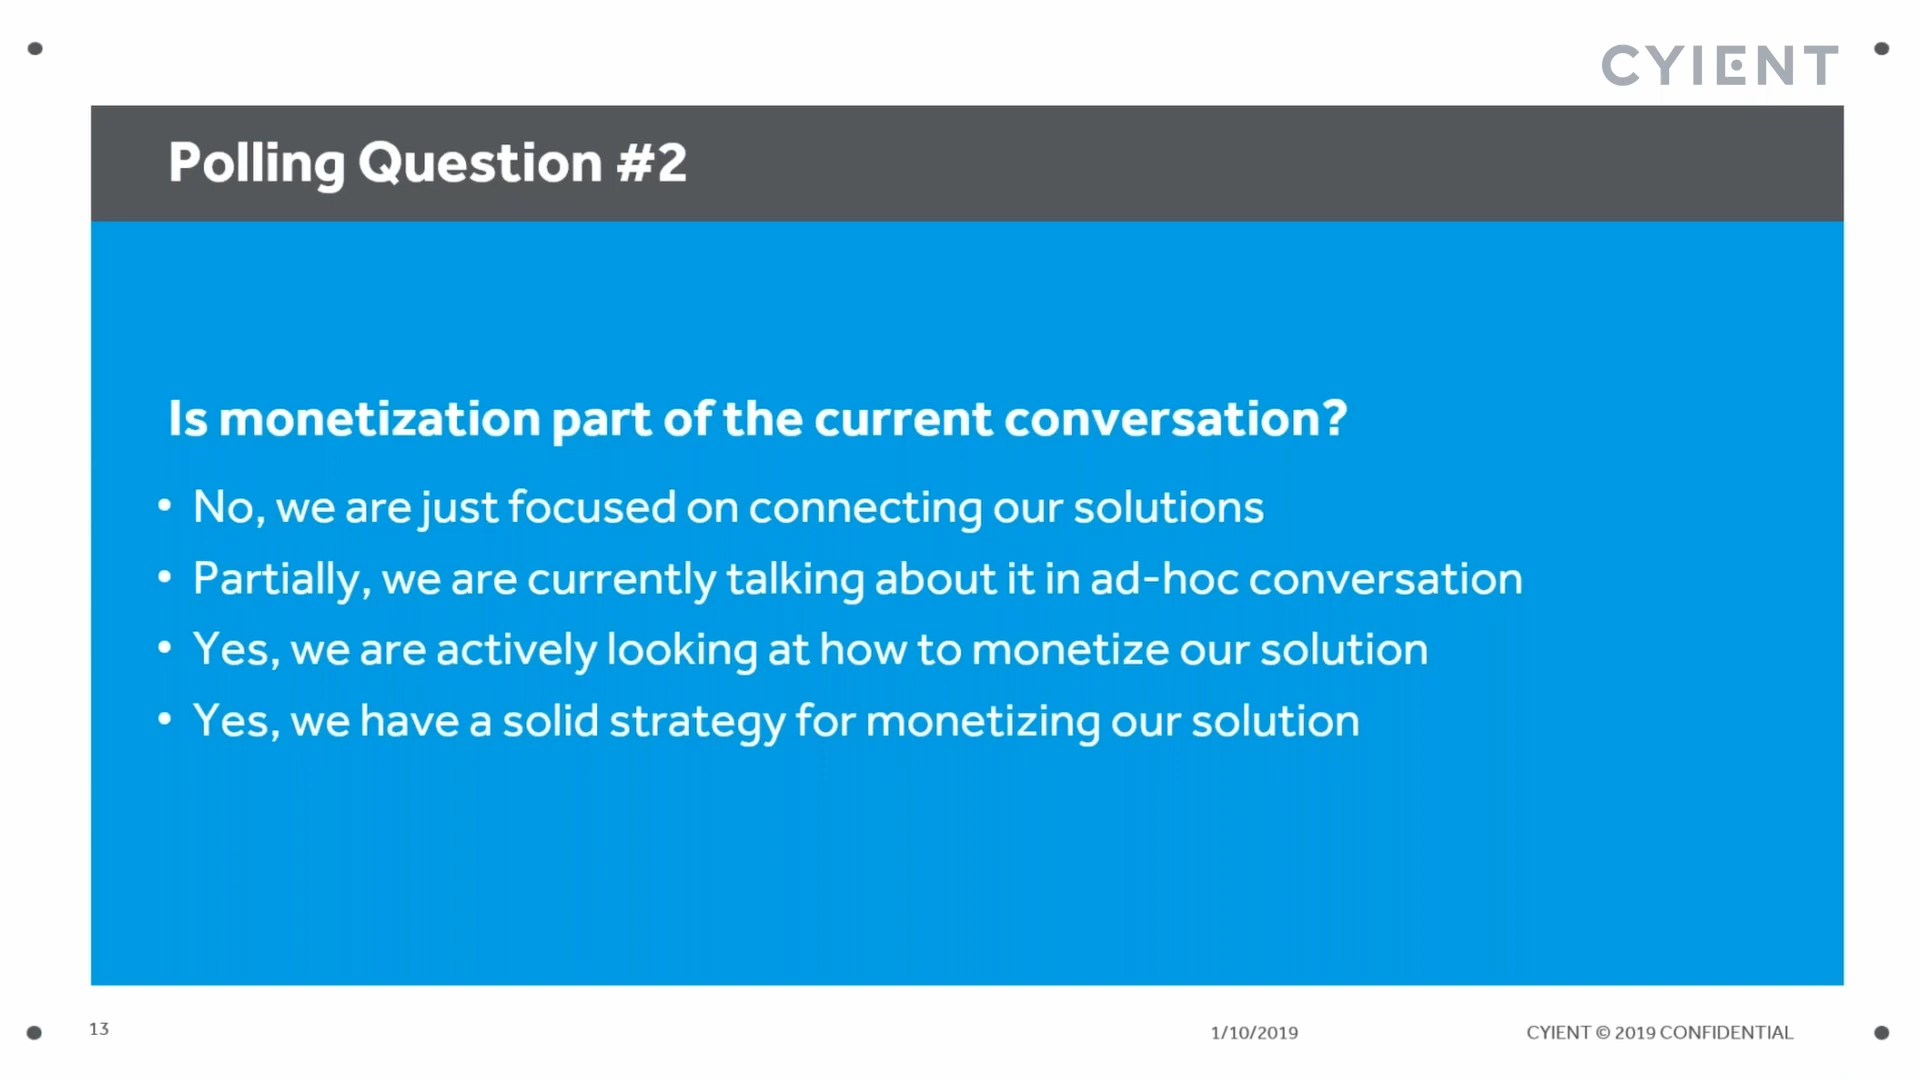 CYIENT
Polling Question #2
Is monetization part of the current conversation?
• No, we are just focused on connecting our solutions
• Partially, we are currently talking about it in ad-hoc conversation
• Yes, we are actively looking at how to monetize our solution
• Yes, we have a solid strategy for monetizing our solution
13
1/10/2019
CYIENT © 2019 CONFIDENTIAL